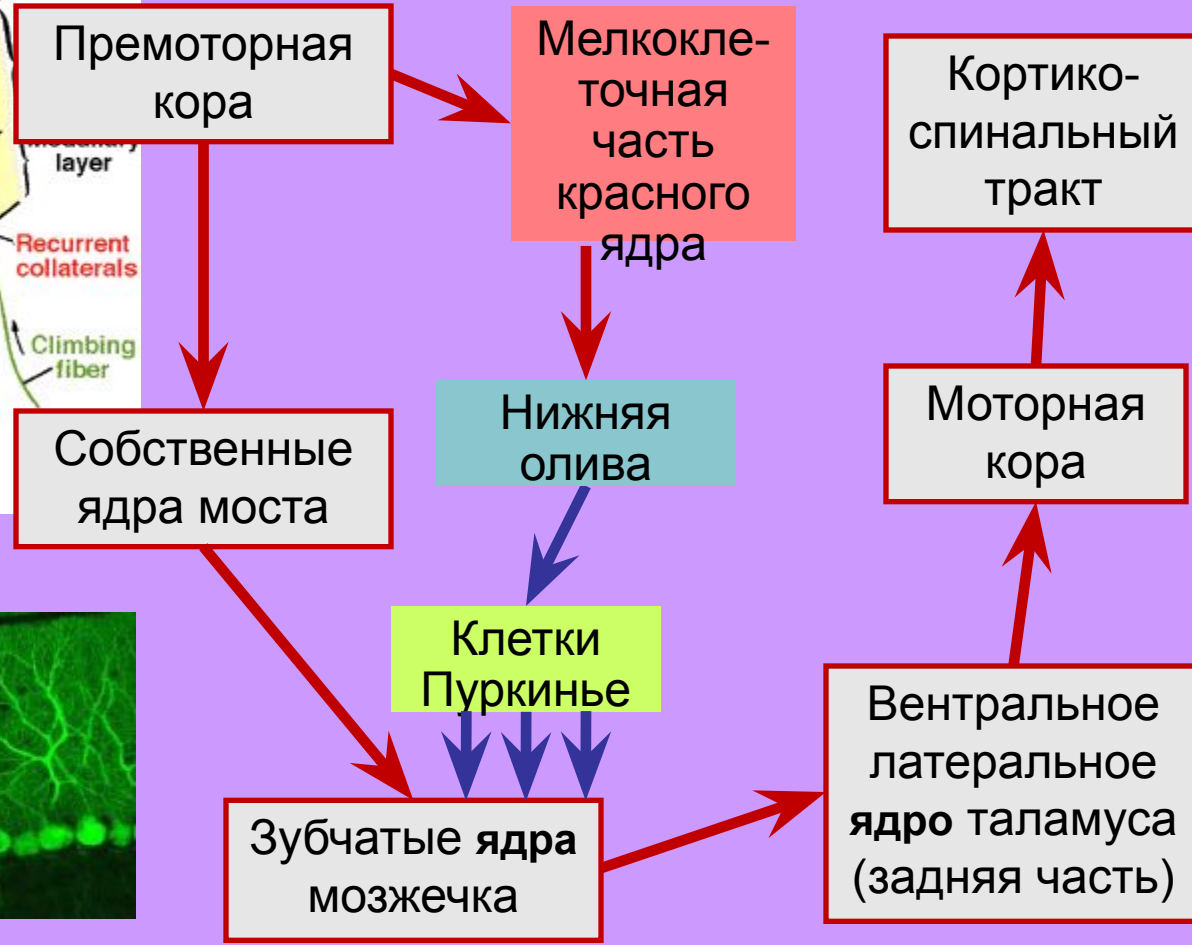 Премоторная
кора
layer
Recurrent
collaterals
Climbing
fiber
Мелкокле-
точная
часть
красного
ядра
Кортико-
спинальный
тракт
Собственные
ядра моста
Нижняя
олива
Моторная
кора
Клетки
Пуркинье
Зубчатые ядра
мозжечка
Вентральное
латеральное
ядро таламуса
(задняя часть)